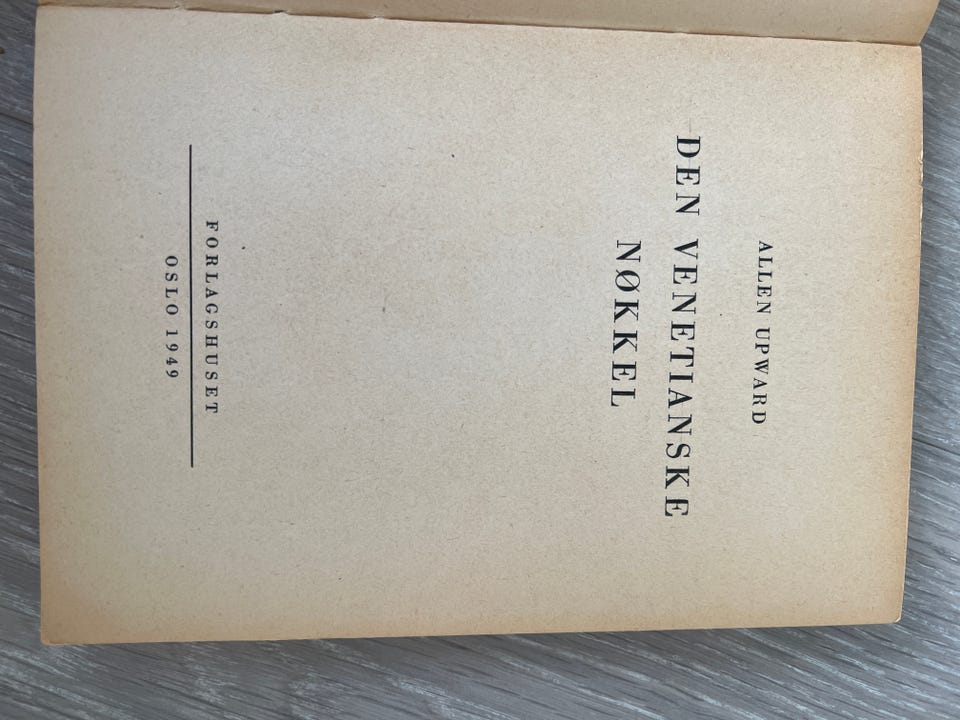 ALLEN UPWARD
DEN VENETIANSKE
NØKKEL
FORLAGSHUSET
OSLO 1949